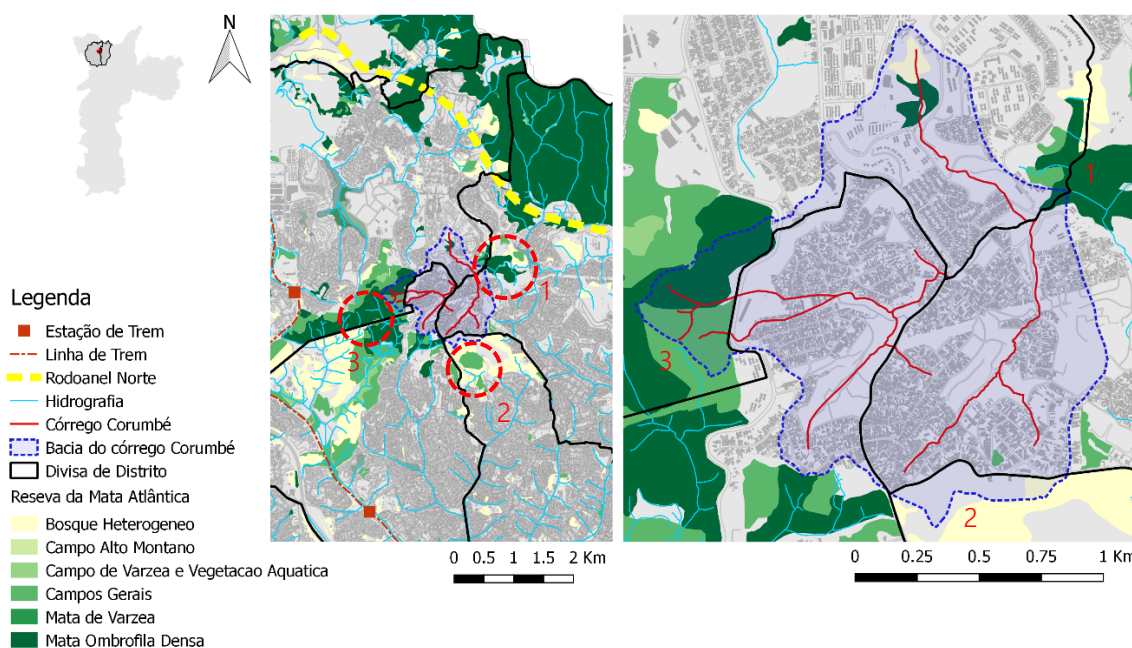 N
Legenda
Estação de Trem
Linha de Trem
Rodoanel Norte
Hidrografia
Córrego Corumbé
Bacia do córrego Corumbé
Divisa de Distrito
Reseva da Mata Atlântica
Bosque Heterogeneo
Campo Alto Montano
Campo de Varzea e Vegetacao Aquatica
Campos Gerais
Mata de Varzea
Mata Ombrofila Densa
1
3
2
0 0.5 1 1.5 2 Km
1
3
2
0 0.25 0.5 0.75 1 Km